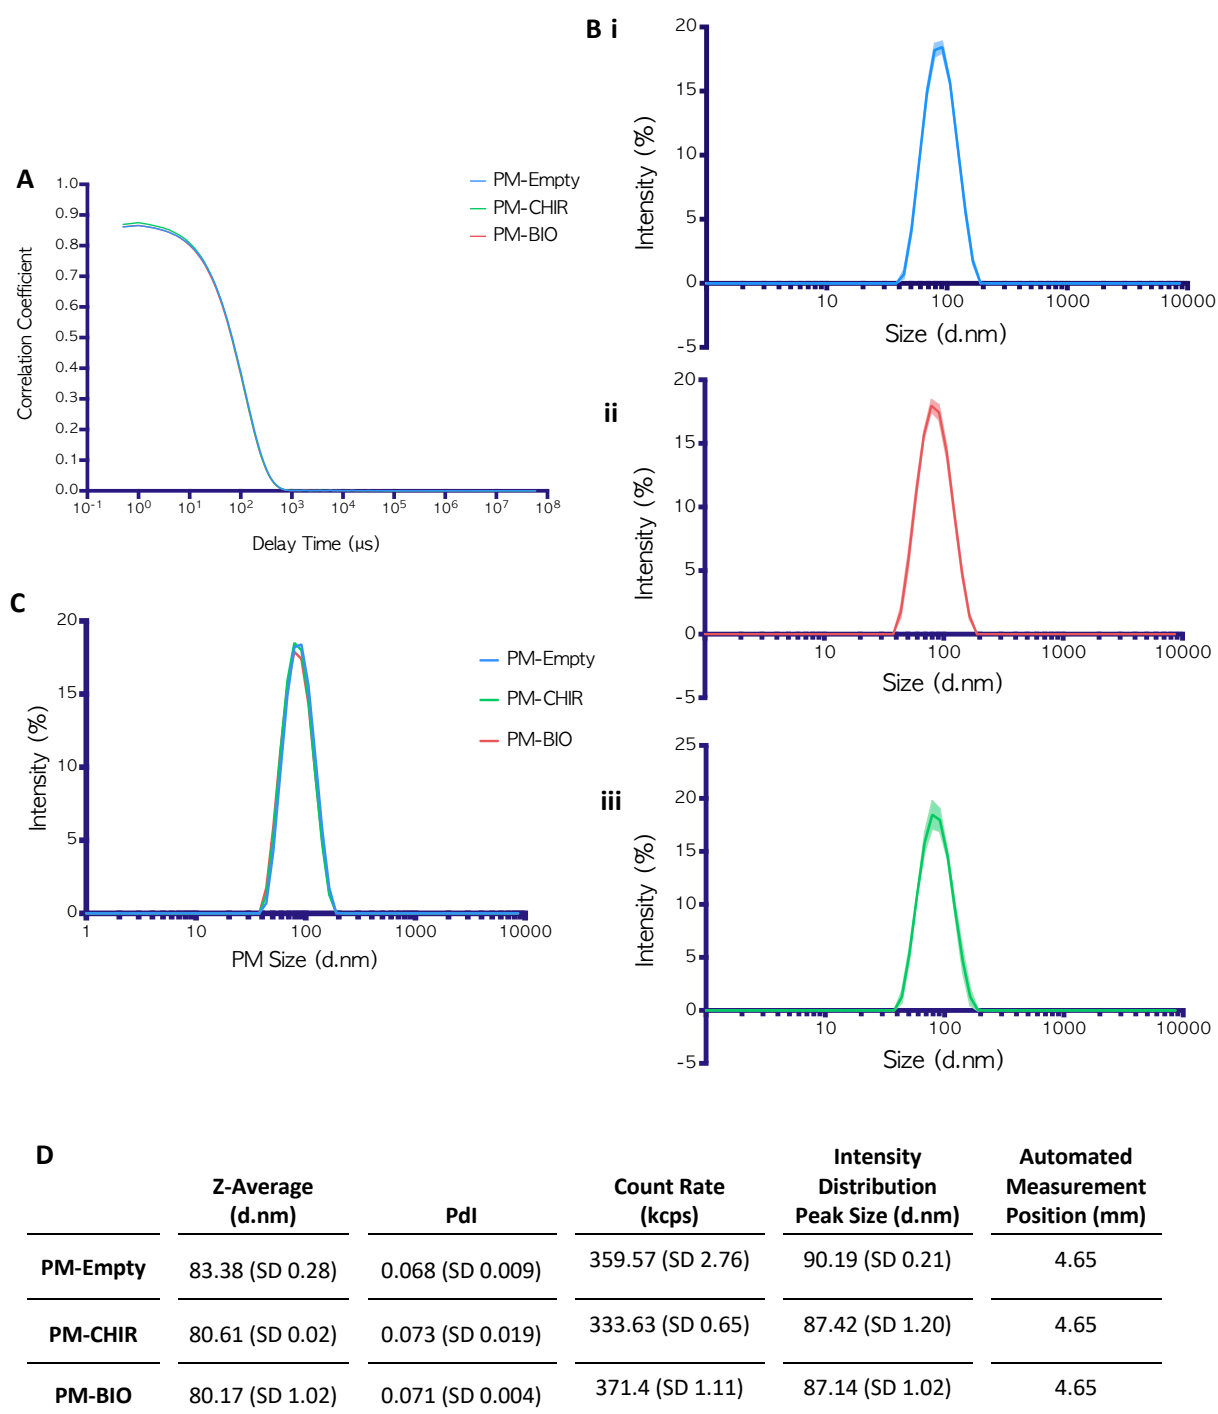 A
1.0
0.9
0.8
0.7
0.6
0.5
0.4
0.3
0.2
0.1
0.0
Correlation Coefficient
10⁻¹ 10⁰ 10¹ 10² 10³ 10⁴ 10⁵ 10⁶ 10⁷ 10⁸
Delay Time (µs)
PM-Empty
PM-CHIR
PM-BIO
B i
20
15
10
5
0
-5
Intensity (%)
10 100 1000 10000
Size (d.nm)
ii
20
15
10
5
0
-5
Intensity (%)
10 100 1000 10000
Size (d.nm)
C
20
15
10
5
0
Intensity (%)
1 10 100 1000 10000
PM Size (d.nm)
PM-Empty
PM-CHIR
PM-BIO
iii
25
20
15
10
5
0
-5
Intensity (%)
10 100 1000 10000
Size (d.nm)
D
Z-Average
(d.nm)
PdI
Count Rate
(kcps)
Intensity
Distribution
Peak Size (d.nm)
Automated
Measurement
Position (mm)
PM-Empty 83.38 (SD 0.28) 0.068 (SD 0.009) 359.57 (SD 2.76) 90.19 (SD 0.21) 4.65
PM-CHIR 80.61 (SD 0.02) 0.073 (SD 0.019) 333.63 (SD 0.65) 87.42 (SD 1.20) 4.65
PM-BIO 80.17 (SD 1.02) 0.071 (SD 0.004) 371.4 (SD 1.11) 87.14 (SD 1.02) 4.65